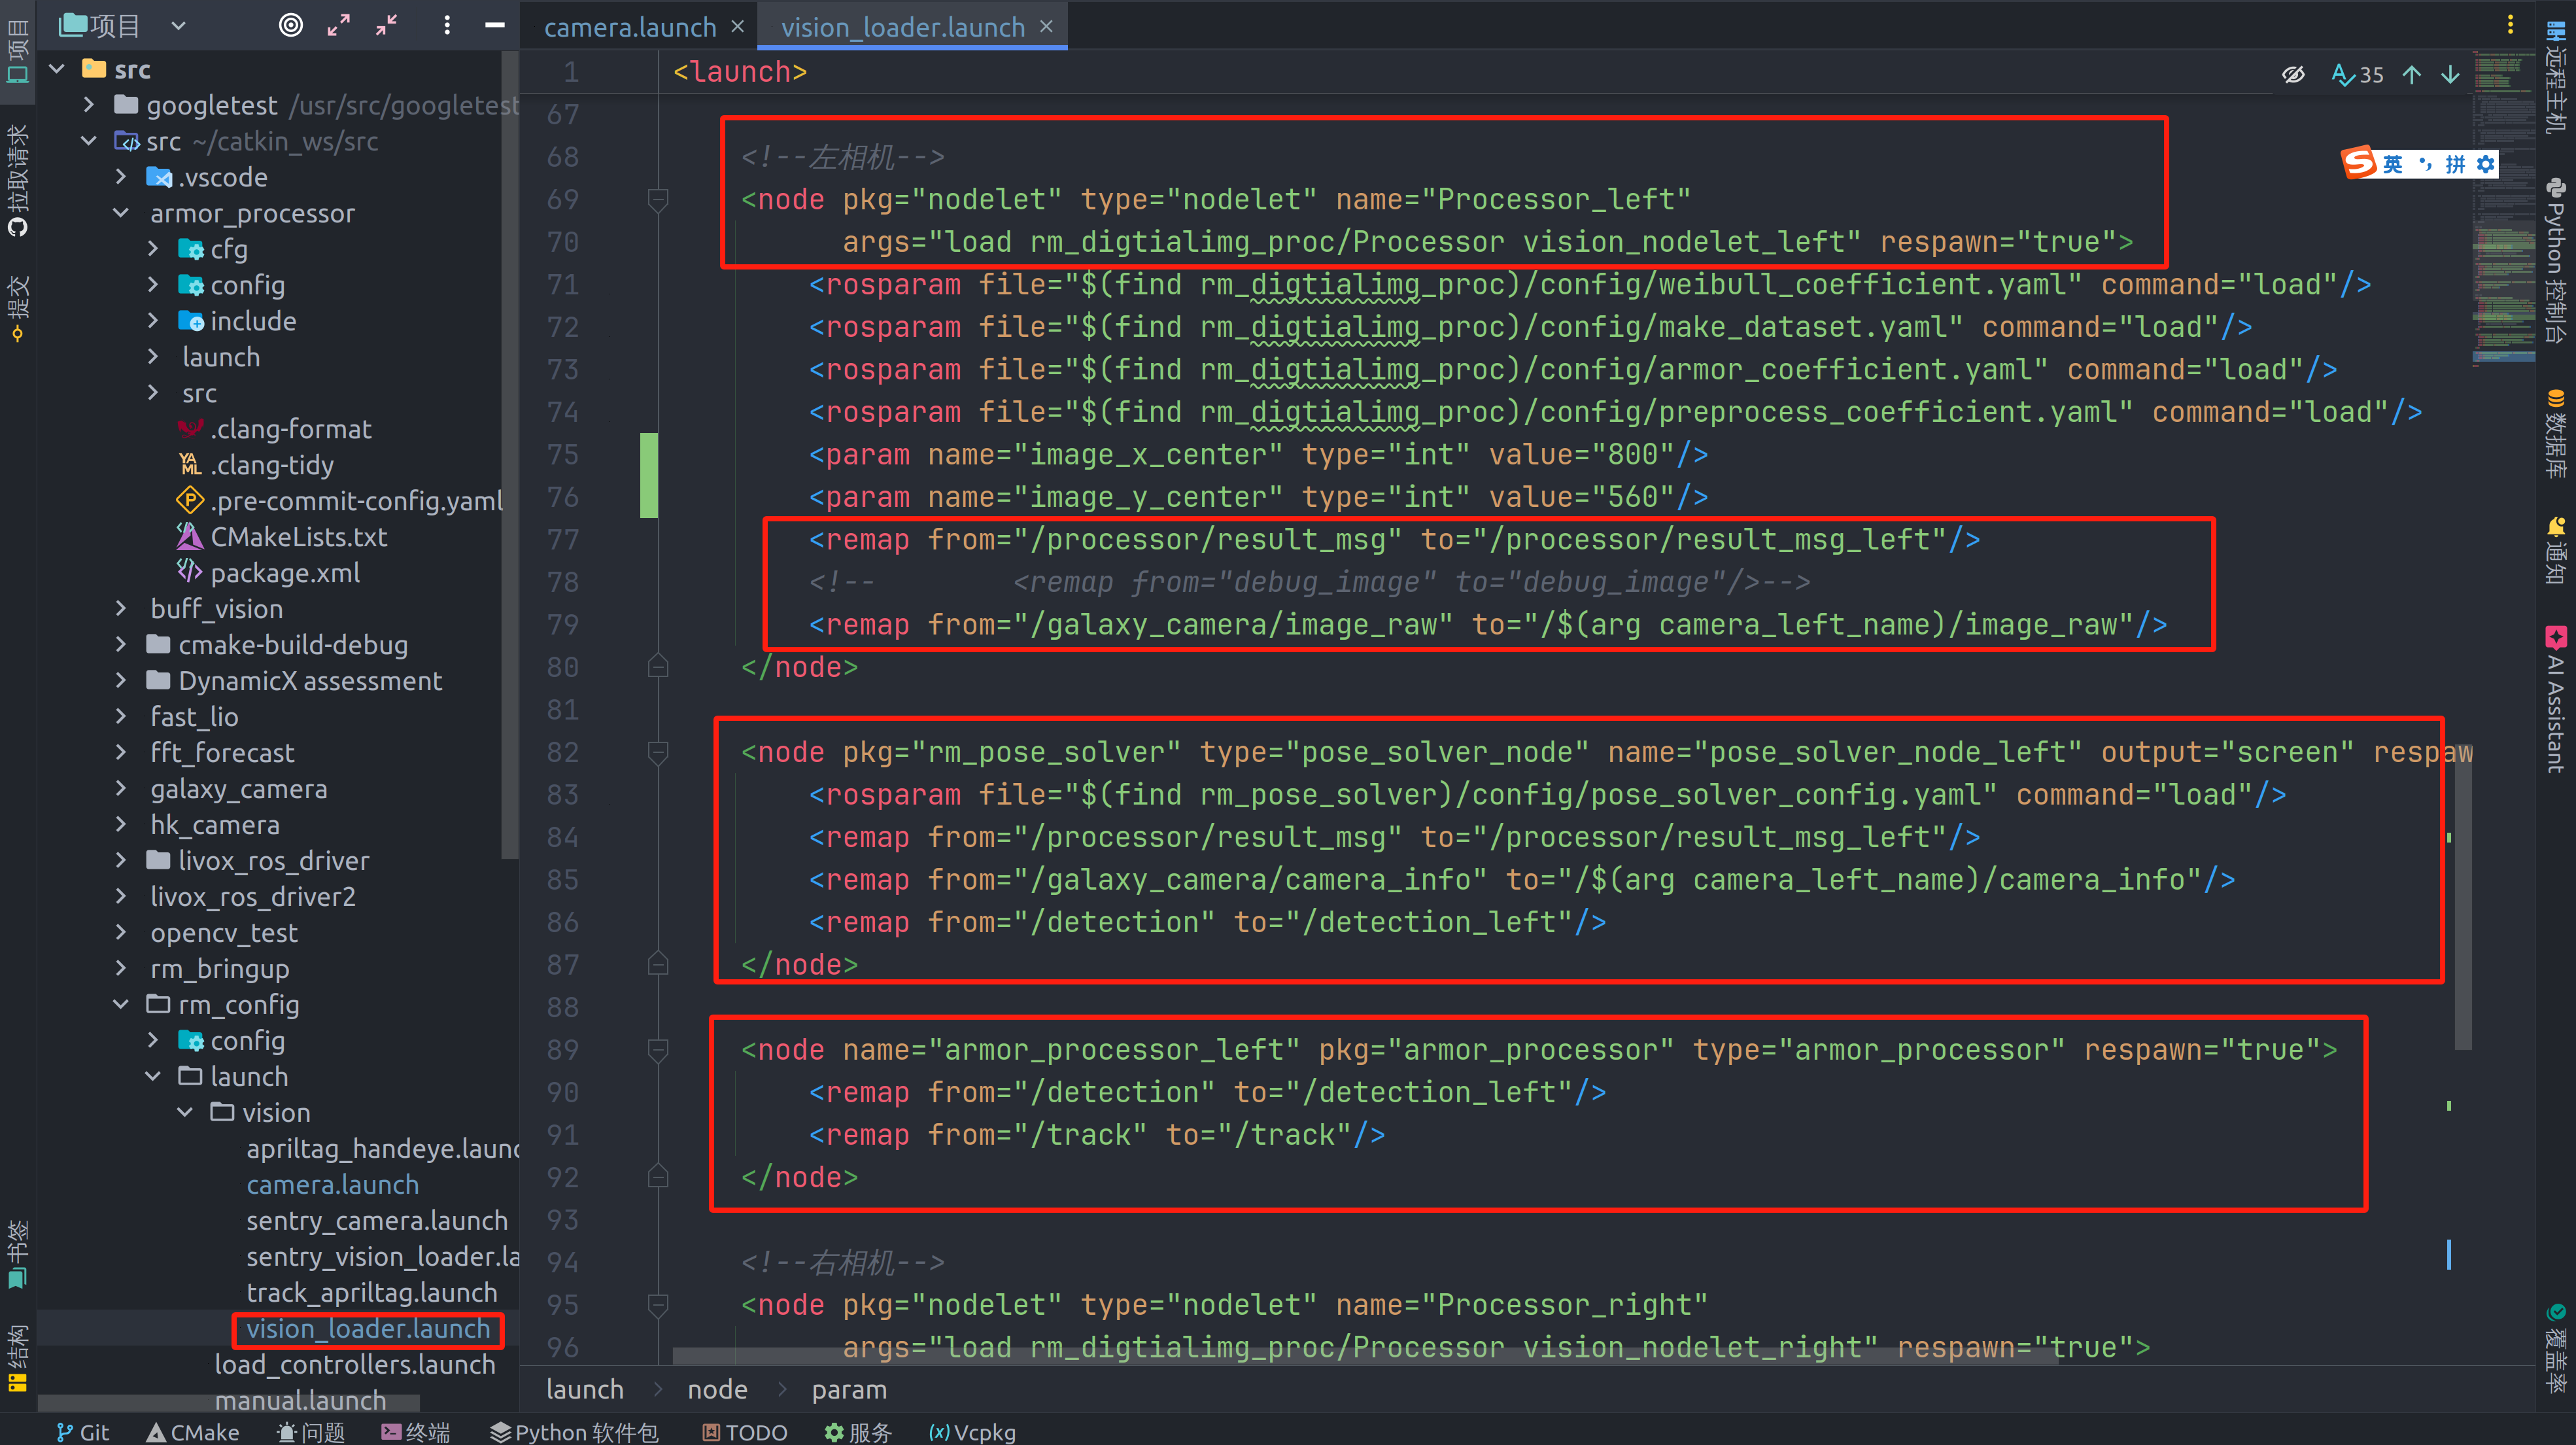 项目
camera.launch
vision_loader.launch
项目
拉取请求
提交
书签
结构
src
googletest /usr/src/googletest
src ~/catkin_ws/src
.vscode
armor_processor
cfg
config
include
launch
src
.clang-format
.clang-tidy
.pre-commit-config.yaml
CMakeLists.txt
package.xml
buff_vision
cmake-build-debug
DynamicX assessment
fast_lio
fft_forecast
galaxy_camera
hk_camera
livox_ros_driver
livox_ros_driver2
opencv_test
rm_bringup
rm_config
config
launch
vision
apriltag_handeye.launc
camera.launch
sentry_camera.launch
sentry_vision_loader.la
track_apriltag.launch
vision_loader.launch
load_controllers.launch
manual.launch
1 <launch>
35
67
68 <!--左相机-->
69 <node pkg="nodelet" type="nodelet" name="Processor_left"
70 args="load rm_digtialimg_proc/Processor vision_nodelet_left" respawn="true">
71 <rosparam file="$(find rm_digtialimg_proc)/config/weibull_coefficient.yaml" command="load"/>
72 <rosparam file="$(find rm_digtialimg_proc)/config/make_dataset.yaml" command="load"/>
73 <rosparam file="$(find rm_digtialimg_proc)/config/armor_coefficient.yaml" command="load"/>
74 <rosparam file="$(find rm_digtialimg_proc)/config/preprocess_coefficient.yaml" command="load"/>
75 <param name="image_x_center" type="int" value="800"/>
76 <param name="image_y_center" type="int" value="560"/>
77 <remap from="/processor/result_msg" to="/processor/result_msg_left"/>
78 <!-- <remap from="debug_image" to="debug_image"/>-->
79 <remap from="/galaxy_camera/image_raw" to="/$(arg camera_left_name)/image_raw"/>
80 </node>
81
82 <node pkg="rm_pose_solver" type="pose_solver_node" name="pose_solver_node_left" output="screen" respaw
83 <rosparam file="$(find rm_pose_solver)/config/pose_solver_config.yaml" command="load"/>
84 <remap from="/processor/result_msg" to="/processor/result_msg_left"/>
85 <remap from="/galaxy_camera/camera_info" to="/$(arg camera_left_name)/camera_info"/>
86 <remap from="/detection" to="/detection_left"/>
87 </node>
88
89 <node name="armor_processor_left" pkg="armor_processor" type="armor_processor" respawn="true">
90 <remap from="/detection" to="/detection_left"/>
91 <remap from="/track" to="/track"/>
92 </node>
93
94 <!--右相机-->
95 <node pkg="nodelet" type="nodelet" name="Processor_right"
96 args="load rm_digtialimg_proc/Processor vision_nodelet_right" respawn="true">
S 英 拼
远程主机
Python 控制台
数据库
通知
AI Assistant
覆盖率
launch > node > param
Git
CMake
问题
终端
Python 软件包
TODO
服务
(x) Vcpkg